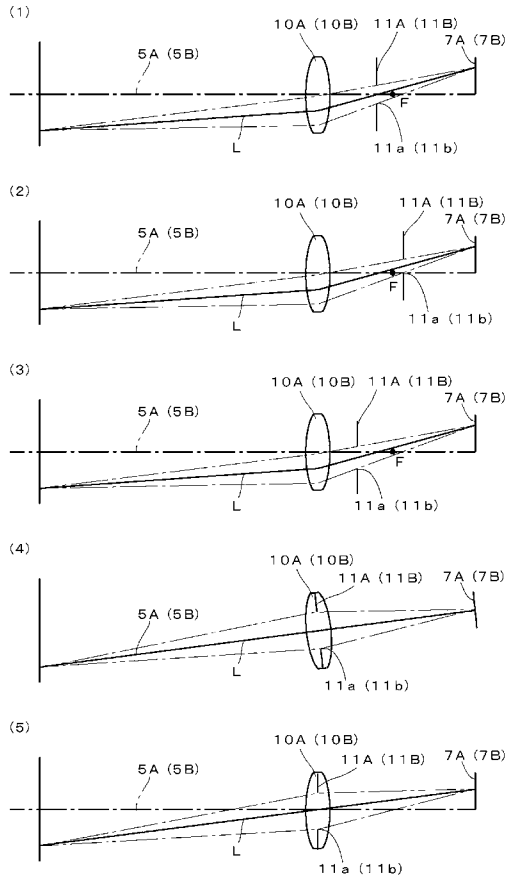 (1)
10A (10B)
11A (11B)
7A (7B)
5A (5B)
F
L
11a (11b)
(2)
10A (10B)
11A (11B)
7A (7B)
5A (5B)
F
L
11a (11b)
(3)
10A (10B)
11A (11B)
7A (7B)
5A (5B)
F
L
11a (11b)
(4)
10A (10B)
11A (11B)
7A (7B)
5A (5B)
L
11a (11b)
(5)
10A (10B)
11A (11B)
7A (7B)
5A (5B)
L
11a (11b)